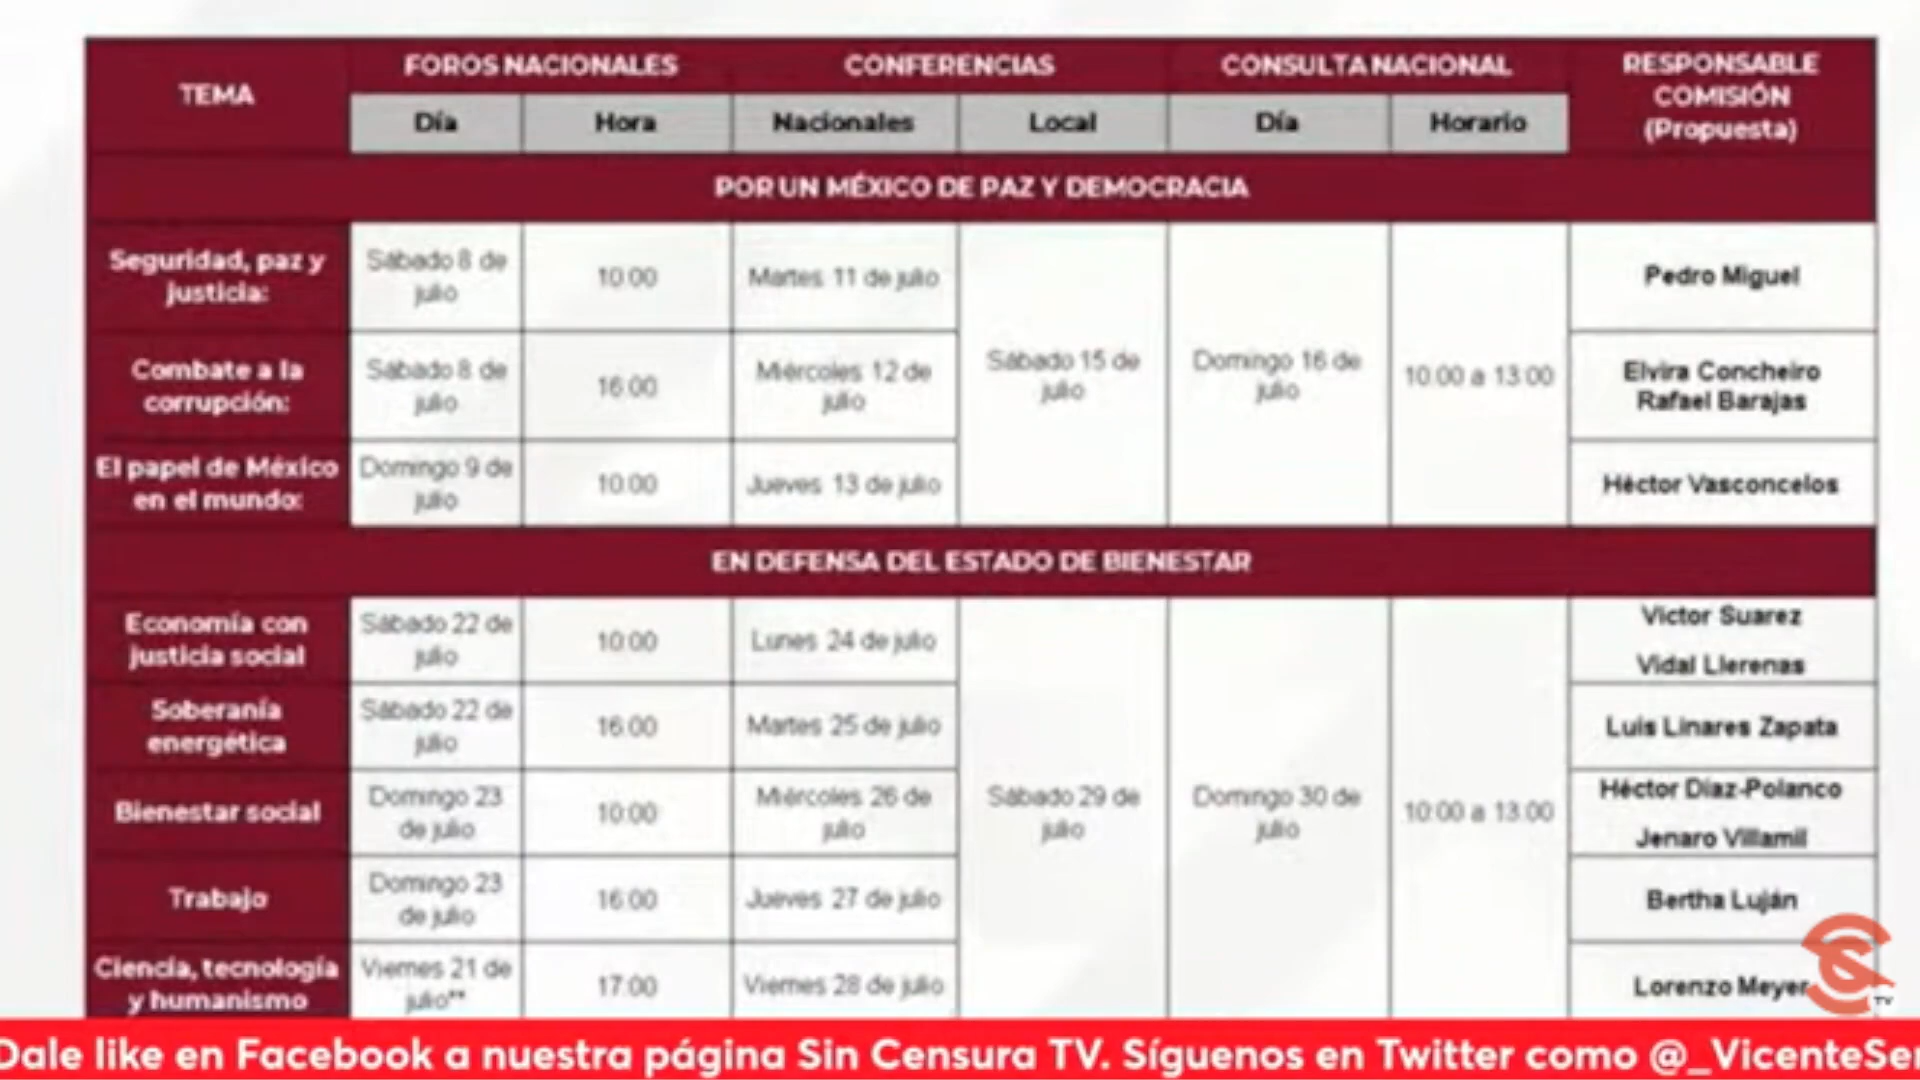 TEMA
FOROS NACIONALES
CONFERENCIAS
CONSULTA NACIONAL
RESPONSABLE
COMISIÓN
(Propuesta)
Día
Hora
Nacionales
Local
Día
Horario
POR UN MÉXICO DE PAZ Y DEMOCRACIA
Seguridad, paz y
justicia:
Sábado 8 de
julio
10:00
Martes 11 de julio
Pedro Miguel
Combate a la
corrupción:
Sábado 8 de
julio
16:00
Miércoles 12 de
julio
Sábado 15 de
julio
Domingo 16 de
julio
10:00 a 13:00
Elvira Concheiro
Rafael Barajas
El papel de México
en el mundo:
Domingo 9 de
julio
10:00
Jueves 13 de julio
Héctor Vasconcelos
EN DEFENSA DEL ESTADO DE BIENESTAR
Economía con
justicia social
Sábado 22 de
julio
10:00
Lunes 24 de julio
Victor Suarez
Vidal Llerenas
Soberanía
energética
Sábado 22 de
julio
16:00
Martes 25 de julio
Luis Linares Zapata
Bienestar social
Domingo 23
de julio
10:00
Miércoles 26 de
julio
Sábado 29 de
julio
Domingo 30 de
julio
10:00 a 13:00
Héctor Díaz-Polanco
Jenaro Villamil
Trabajo
Domingo 23
de julio
16:00
Jueves 27 de julio
Bertha Luján
Ciencia, tecnología
y humanismo
Viernes 21 de
julio**
17:00
Viernes 28 de julio
Lorenzo Meyer
TV
Dale like en Facebook a nuestra página Sin Censura TV. Síguenos en Twitter como @_VicenteSer